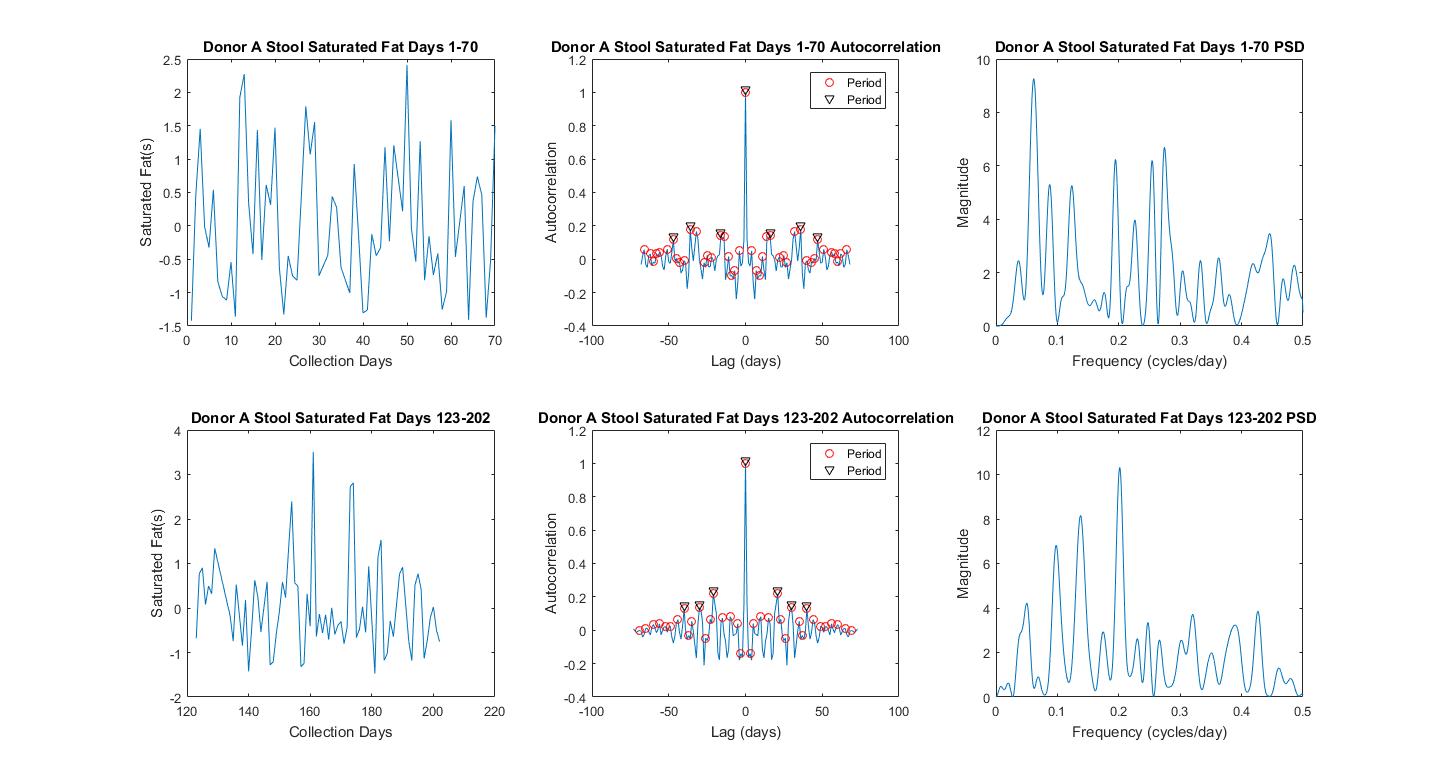 Donor A Stool Saturated Fat Days 1-70
Saturated Fat(s)
2.5
2
1.5
1
0.5
0
-0.5
-1
-1.5
0 10 20 30 40 50 60 70
Collection Days
Donor A Stool Saturated Fat Days 1-70 Autocorrelation
Autocorrelation
1.2
1
0.8
0.6
0.4
0.2
0
-0.2
-0.4
Period
Period
-100 -50 0 50 100
Lag (days)
Donor A Stool Saturated Fat Days 1-70 PSD
Magnitude
10
8
6
4
2
0
0 0.1 0.2 0.3 0.4 0.5
Frequency (cycles/day)
Donor A Stool Saturated Fat Days 123-202
Saturated Fat(s)
4
3
2
1
0
-1
-2
120 140 160 180 200 220
Collection Days
Donor A Stool Saturated Fat Days 123-202 Autocorrelation
Autocorrelation
1.2
1
0.8
0.6
0.4
0.2
0
-0.2
-0.4
Period
Period
-100 -50 0 50 100
Lag (days)
Donor A Stool Saturated Fat Days 123-202 PSD
Magnitude
12
10
8
6
4
2
0
0 0.1 0.2 0.3 0.4 0.5
Frequency (cycles/day)